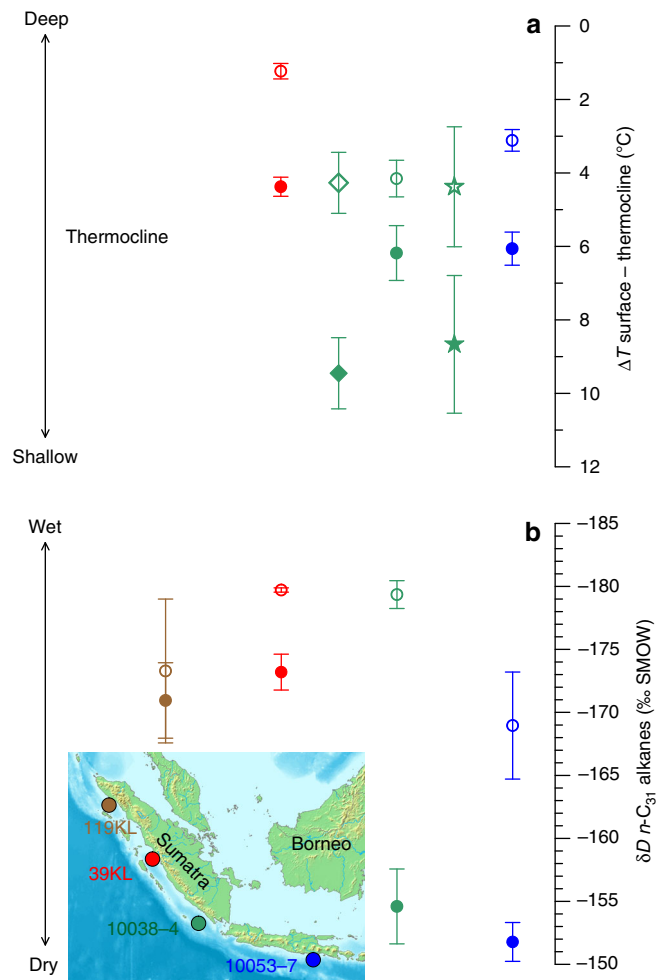 Deep
Thermocline
Shallow
a
0
2
4
6
8
10
12
ΔT surface – thermocline (°C)
Wet
Dry
b
–185
–180
–175
–170
–165
–160
–155
–150
δD n-C31 alkanes (‰ SMOW)
119KL
39KL
Sumatra
Borneo
10038–4
10053–7